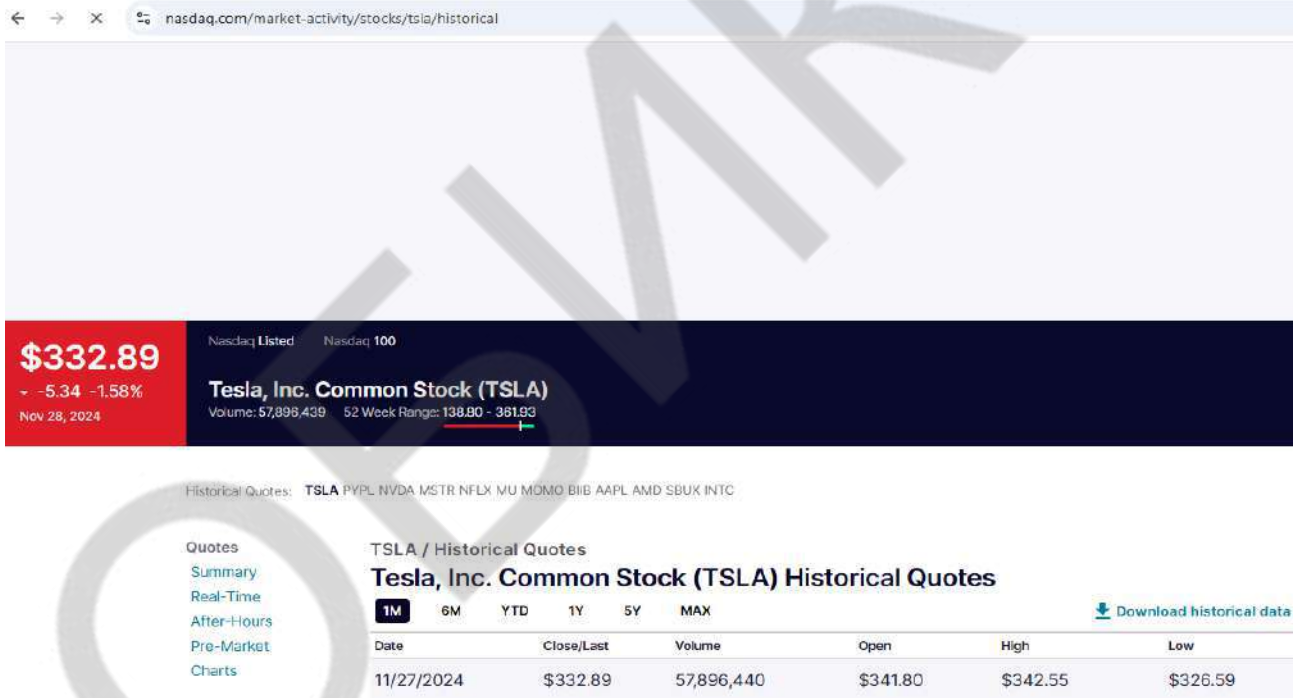 nasdaq.com/market-activity/stocks/tsla/historical
$332.89
-5.34 -1.58%
Nov 28, 2024
Nasdaq Listed Nasdaq 100
Tesla, Inc. Common Stock (TSLA)
Volume: 57,896,439 52 Week Range: 138.80 - 361.93
Historical Quotes: TSLA PYPL NVDA MSTR NFLX MU MOMO BIIB AAPL AMD SBUX INTC
Quotes
Summary
Real-Time
After-Hours
Pre-Market
Charts
TSLA / Historical Quotes
Tesla, Inc. Common Stock (TSLA) Historical Quotes
1M 6M YTD 1Y 5Y MAX
Download historical data
Date Close/Last Volume Open High Low
11/27/2024 $332.89 57,896,440 $341.80 $342.55 $326.59